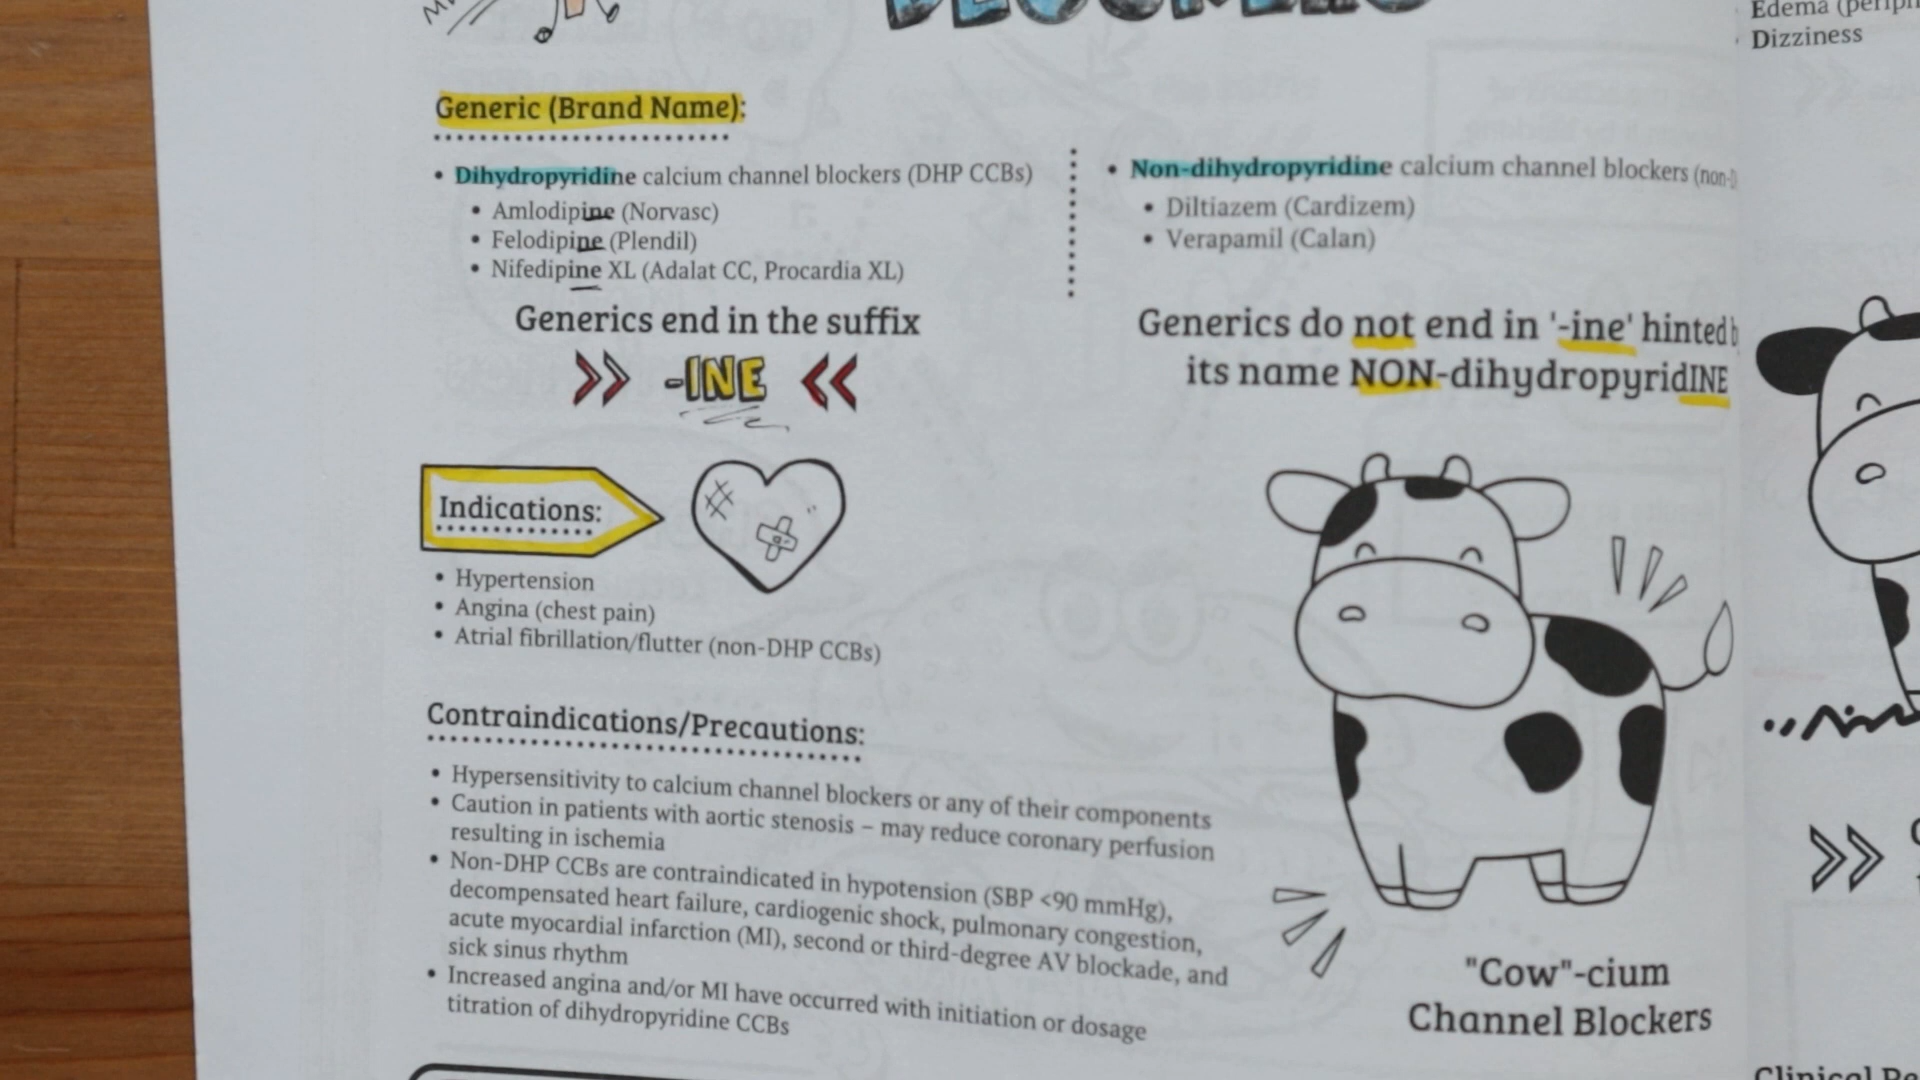 BLOCKERS
Generic (Brand Name):
• Dihydropyridine calcium channel blockers (DHP CCBs)
• Amlodipine (Norvasc)
• Felodipine (Plendil)
• Nifedipine XL (Adalat CC, Procardia XL)
Generics end in the suffix
-INE
• Non-dihydropyridine calcium channel blockers (non-D
• Diltiazem (Cardizem)
• Verapamil (Calan)
Generics do not end in '-ine' hinted b
its name NON-dihydropyridINE
Indications:
• Hypertension
• Angina (chest pain)
• Atrial fibrillation/flutter (non-DHP CCBs)
Contraindications/Precautions:
• Hypersensitivity to calcium channel blockers or any of their components
• Caution in patients with aortic stenosis – may reduce coronary perfusion
resulting in ischemia
• Non-DHP CCBs are contraindicated in hypotension (SBP <90 mmHg),
decompensated heart failure, cardiogenic shock, pulmonary congestion,
acute myocardial infarction (MI), second or third-degree AV blockade, and
sick sinus rhythm
• Increased angina and/or MI have occurred with initiation or dosage
titration of dihydropyridine CCBs
"Cow"-cium
Channel Blockers
Edema (periph
Dizziness
Clinical